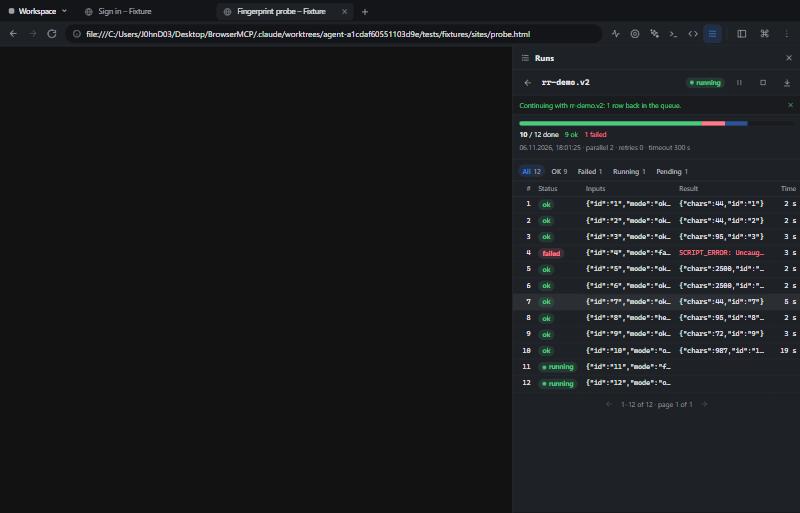 Workspace
Sign in – Fixture
Fingerprint probe – Fixture
file:///C:/Users/J0hnD03/Desktop/BrowserMCP/.claude/worktrees/agent-a1cdaf60551103d9e/tests/fixtures/sites/probe.html
Runs
rr-demo.v2 running
Continuing with rr-demo.v2: 1 row back in the queue.
10 / 12 done 9 ok 1 failed
06.11.2026, 18:01:25 · parallel 2 · retries 0 · timeout 300 s
All 12 OK 9 Failed 1 Running 1 Pending 1
# Status Inputs Result Time
1 ok {"id":"1","mode":"ok… {"chars":44,"id":"1"} 2 s
2 ok {"id":"2","mode":"ok… {"chars":44,"id":"2"} 2 s
3 ok {"id":"3","mode":"ok… {"chars":95,"id":"3"} 3 s
4 failed {"id":"4","mode":"fa… SCRIPT_ERROR: Uncaug… 3 s
5 ok {"id":"5","mode":"ok… {"chars":2500,"id":"… 2 s
6 ok {"id":"6","mode":"ok… {"chars":2500,"id":"… 2 s
7 ok {"id":"7","mode":"ok… {"chars":44,"id":"7"} 5 s
8 ok {"id":"8","mode":"he… {"chars":95,"id":"8"… 2 s
9 ok {"id":"9","mode":"ok… {"chars":72,"id":"9"} 3 s
10 ok {"id":"10","mode":"o… {"chars":987,"id":"1… 19 s
11 running {"id":"11","mode":"f…
12 running {"id":"12","mode":"o…
1–12 of 12 · page 1 of 1